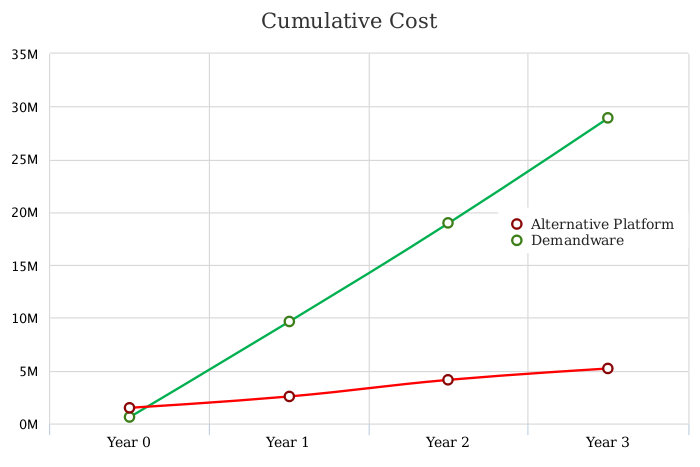 Cumulative Cost
35M
30M
25M
20M
15M
10M
5M
0M
Alternative Platform
Demandware
Year 0 Year 1 Year 2 Year 3